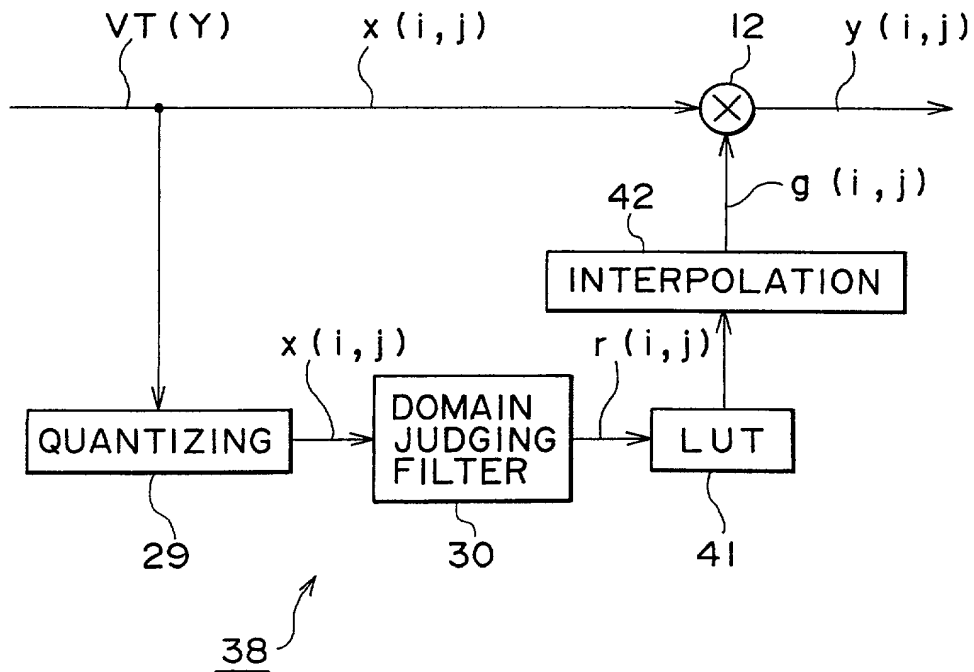 VT(Y)
x(i,j)
12
y(i,j)
g(i,j)
42
INTERPOLATION
x(i,j)
r(i,j)
QUANTIZING
DOMAIN
JUDGING
FILTER
LUT
29
30
41
38